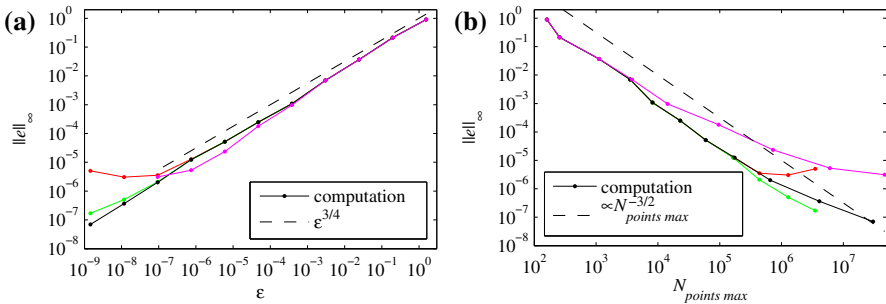 (a)
10^0
10^−1
10^−2
10^−3
10^−4
10^−5
10^−6
10^−7
10^−8
||e||_∞
computation
ε^{3/4}
10^−9 10^−8 10^−7 10^−6 10^−5 10^−4 10^−3 10^−2 10^−1 10^0
ε
(b)
10^0
10^−1
10^−2
10^−3
10^−4
10^−5
10^−6
10^−7
10^−8
||e||_∞
computation
∝N^{−3/2}_{points max}
10^2 10^3 10^4 10^5 10^6 10^7
N_{points max}